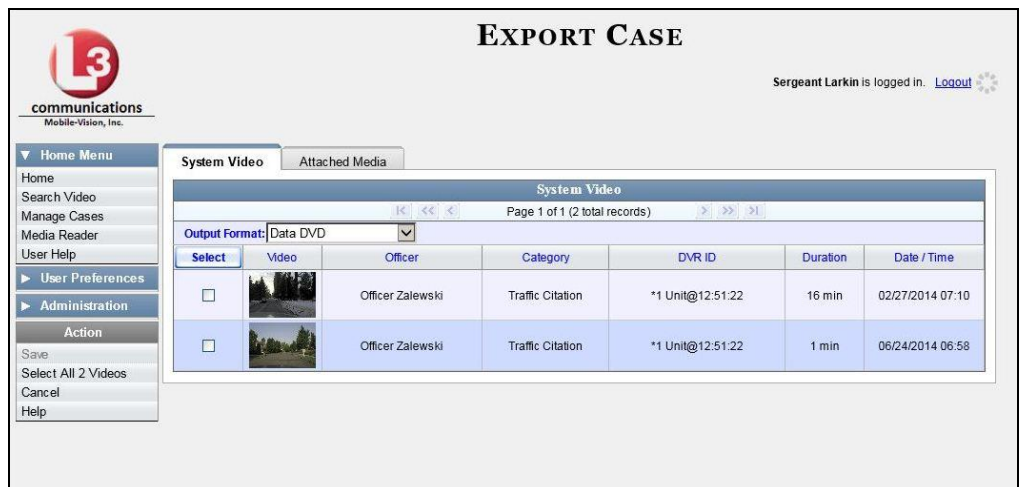 EXPORT CASE
L3
communications
Mobile-Vision, Inc.
Sergeant Larkin is logged in. Logout
▼ Home Menu
Home
Search Video
Manage Cases
Media Reader
User Help
▶ User Preferences
▶ Administration
Action
Save
Select All 2 Videos
Cancel
Help
System Video
Attached Media
System Video
K << < Page 1 of 1 (2 total records) > >> >|
Output Format: Data DVD
Select Video Officer Category DVR ID Duration Date / Time
Officer Zalewski Traffic Citation *1 Unit@12:51:22 16 min 02/27/2014 07:10
Officer Zalewski Traffic Citation *1 Unit@12:51:22 1 min 06/24/2014 06:58